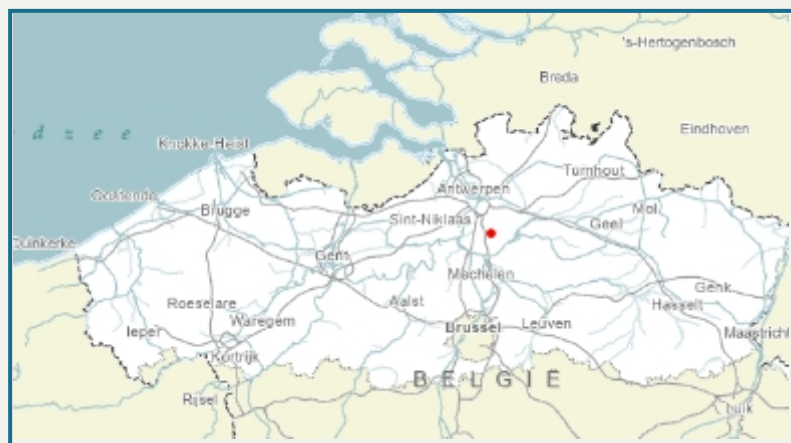 's-Hertogenbosch
Breda
d z e e
Eindhoven
Knokke-Heist
Turnhout
Antwerpen
Oostende
Mol
Brugge
Sint-Niklaas
Geel
Duinkerke
Gent
Mechelen
Genk
Roeselare
Aalst
Hasselt
Ieper
Waregem
Brussel
Leuven
Maastricht
Kortrijk
BELGIË
Rijsel
Luik